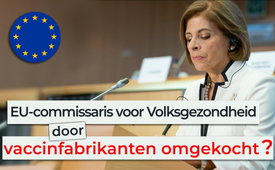 EU-commissaris voor Volksgezondheid
door
vaccinfabrikanten omgekocht?